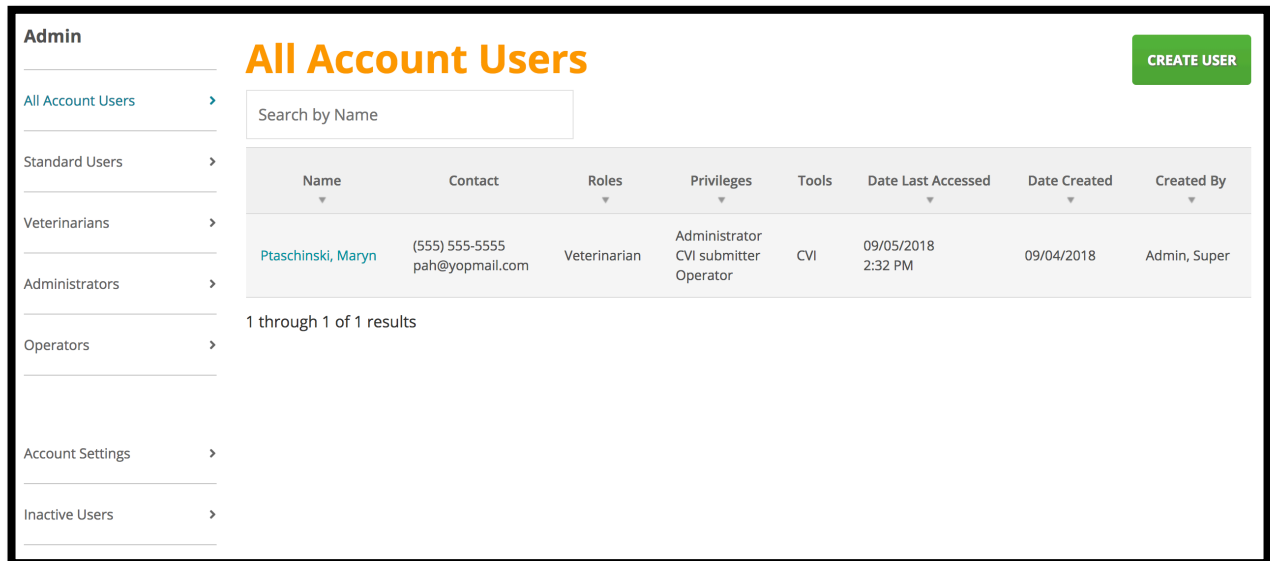 Admin
All Account Users
Standard Users
Veterinarians
Administrators
Operators
Account Settings
Inactive Users
All Account Users
CREATE USER
Search by Name
Name Contact Roles Privileges Tools Date Last Accessed Date Created Created By
Ptaschinski, Maryn
(555) 555-5555
pah@yopmail.com
Veterinarian
Administrator
CVI submitter
Operator
CVI
09/05/2018
2:32 PM
09/04/2018
Admin, Super
1 through 1 of 1 results